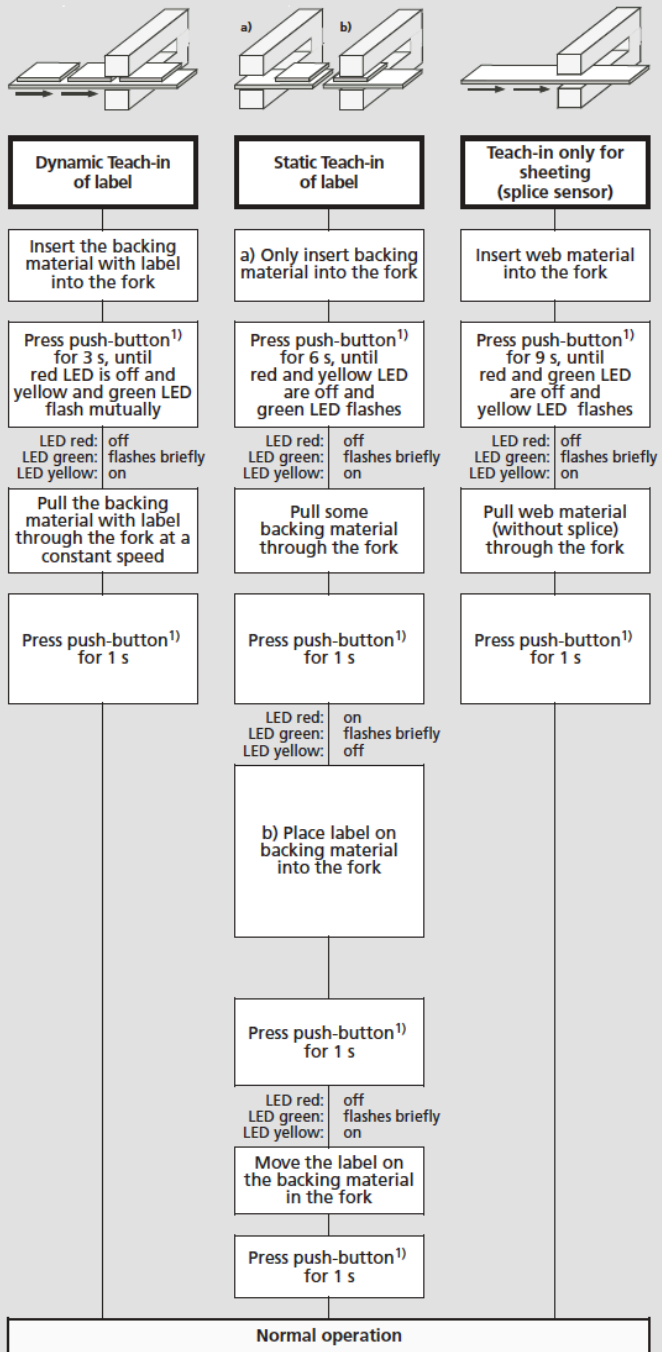 a)
b)
Dynamic Teach-in
of label
Insert the backing
material with label
into the fork
Press push-button1)
for 3 s, until
red LED is off and
yellow and green LED
flash mutually
LED red: off
LED green: flashes briefly
LED yellow: on
Pull the backing
material with label
through the fork at a
constant speed
Press push-button1)
for 1 s
Static Teach-in
of label
a) Only insert backing
material into the fork
Press push-button1)
for 6 s, until
red and yellow LED
are off and
green LED flashes
LED red: off
LED green: flashes briefly
LED yellow: on
Pull some
backing material
through the fork
Press push-button1)
for 1 s
LED red: on
LED green: flashes briefly
LED yellow: off
b) Place label on
backing material
into the fork
Press push-button1)
for 1 s
LED red: off
LED green: flashes briefly
LED yellow: on
Move the label on
the backing material
in the fork
Press push-button1)
for 1 s
Teach-in only for
sheeting
(splice sensor)
Insert web material
into the fork
Press push-button1)
for 9 s, until
red and green LED
are off and
yellow LED flashes
LED red: off
LED green: flashes briefly
LED yellow: on
Pull web material
(without splice)
through the fork
Press push-button1)
for 1 s
Normal operation